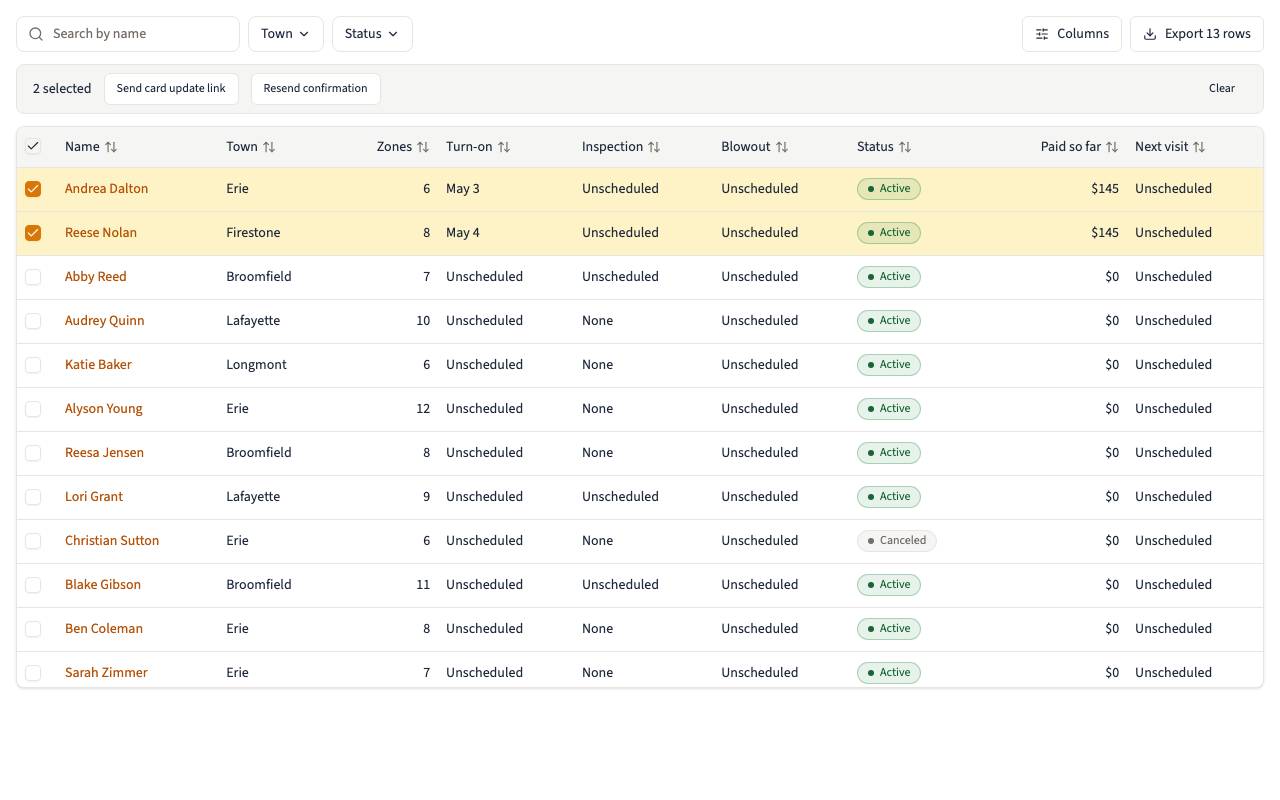 Search by name Town Status Columns Export 13 rows
2 selected Send card update link Resend confirmation Clear
Name Town Zones Turn-on Inspection Blowout Status Paid so far Next visit
Andrea Dalton Erie 6 May 3 Unscheduled Unscheduled Active $145 Unscheduled
Reese Nolan Firestone 8 May 4 Unscheduled Unscheduled Active $145 Unscheduled
Abby Reed Broomfield 7 Unscheduled Unscheduled Unscheduled Active $0 Unscheduled
Audrey Quinn Lafayette 10 Unscheduled None Unscheduled Active $0 Unscheduled
Katie Baker Longmont 6 Unscheduled None Unscheduled Active $0 Unscheduled
Alyson Young Erie 12 Unscheduled None Unscheduled Active $0 Unscheduled
Reesa Jensen Broomfield 8 Unscheduled None Unscheduled Active $0 Unscheduled
Lori Grant Lafayette 9 Unscheduled Unscheduled Unscheduled Active $0 Unscheduled
Christian Sutton Erie 6 Unscheduled None Unscheduled Canceled $0 Unscheduled
Blake Gibson Broomfield 11 Unscheduled Unscheduled Unscheduled Active $0 Unscheduled
Ben Coleman Erie 8 Unscheduled None Unscheduled Active $0 Unscheduled
Sarah Zimmer Erie 7 Unscheduled None Unscheduled Active $0 Unscheduled